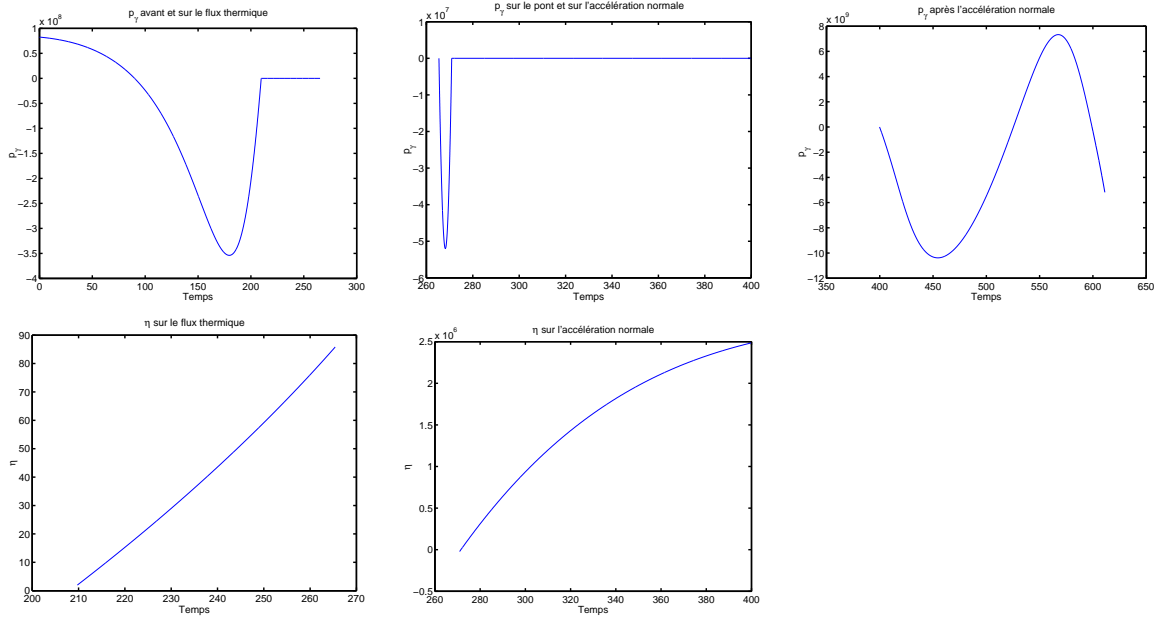 p_γ avant et sur le flux thermique
x 10^8
1
0.5
0
−0.5
−1
−1.5
−2
−2.5
−3
−3.5
−4
p_γ
0 50 100 150 200 250 300
Temps
p_γ sur le pont et sur l'accélération normale
x 10^7
1
0
−1
−2
−3
−4
−5
−6
p_γ
260 280 300 320 340 360 380 400
Temps
p_γ après l'accélération normale
x 10^9
8
6
4
2
0
−2
−4
−6
−8
−10
−12
p_γ
350 400 450 500 550 600 650
Temps
η sur le flux thermique
90
80
70
60
50
40
30
20
10
0
η
200 210 220 230 240 250 260 270
Temps
η sur l'accélération normale
x 10^6
2.5
2
1.5
1
0.5
0
−0.5
η
260 280 300 320 340 360 380 400
Temps